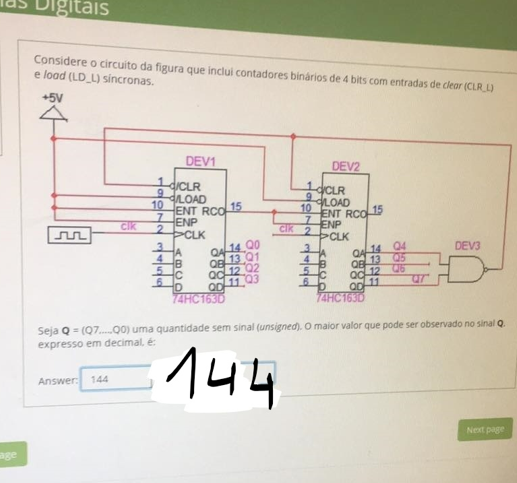 as Digitais
Considere o circuito da figura que inclui contadores binários de 4 bits com entradas de clear (CLR_L)
e load (LD_L) síncronas.
+5V
DEV1
DEV2
1 /CLR
9 /LOAD
10 ENT RCO 15
7 ENP
clk 2 >CLK
3 A QA 14 Q0
4 B QB 13 Q1
5 C QC 12 Q2
6 D QD 11 Q3
74HC163D
1 /CLR
9 /LOAD
10 ENT RCO 15
7 ENP
clk 2 >CLK
3 A QA 14 Q4
4 B QB 13 Q5
5 C QC 12 Q6
6 D QD 11 Q7
74HC163D
DEV3
Seja Q = (Q7,...,Q0) uma quantidade sem sinal (unsigned). O maior valor que pode ser observado no sinal Q,
expresso em decimal, é:
Answer: 144
144
Next page
age